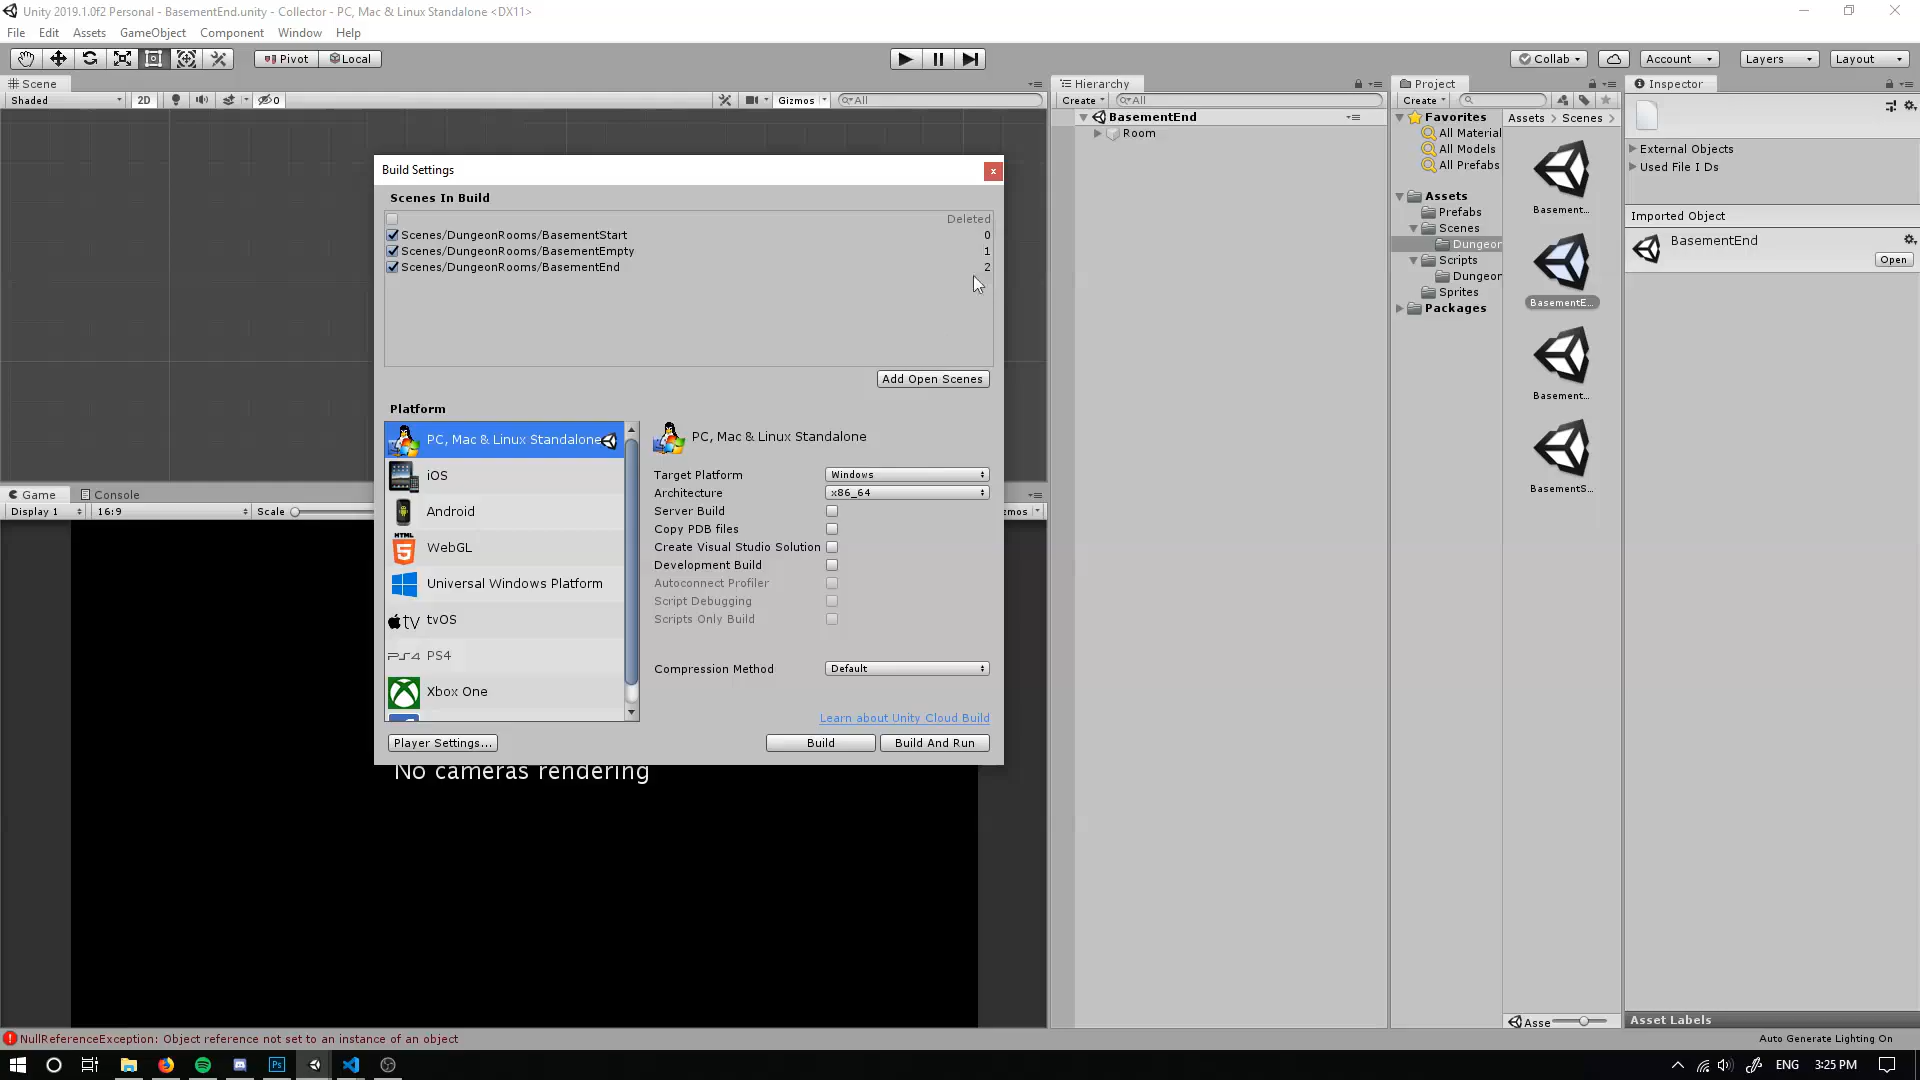 Unity 2019.1.0f2 Personal - BasementEnd.unity - Collector - PC, Mac & Linux Standalone <DX11>
File Edit Assets GameObject Component Window Help
Pivot Local Collab Account Layers Layout
Scene Hierarchy Project Inspector
Shaded 2D 0 Gizmos All Create All Create
BasementEnd
Room
Favorites
All Material
All Models
All Prefabs
Assets
Prefabs
Scenes
Dungeon
Scripts
Dungeon
Sprites
Packages
Assets > Scenes >
Basement...
BasementE...
Basement...
BasementS...
Asse
External Objects
Used File I Ds
Imported Object
BasementEnd
Open
Asset Labels
Build Settings
Scenes In Build
Deleted
Scenes/DungeonRooms/BasementStart 0
Scenes/DungeonRooms/BasementEmpty 1
Scenes/DungeonRooms/BasementEnd 2
Add Open Scenes
Platform
PC, Mac & Linux Standalone
iOS
Android
HTML 5 WebGL
Universal Windows Platform
tv tvOS
PS4 PS4
Xbox One
PC, Mac & Linux Standalone
Target Platform Windows
Architecture x86_64
Server Build
Copy PDB files
Create Visual Studio Solution
Development Build
Autoconnect Profiler
Script Debugging
Scripts Only Build
Compression Method Default
Learn about Unity Cloud Build
Player Settings... Build Build And Run
Game Console
Display 1 16:9 Scale zmos
No cameras rendering
NullReferenceException: Object reference not set to an instance of an object
Auto Generate Lighting On
Ps ENG 3:25 PM